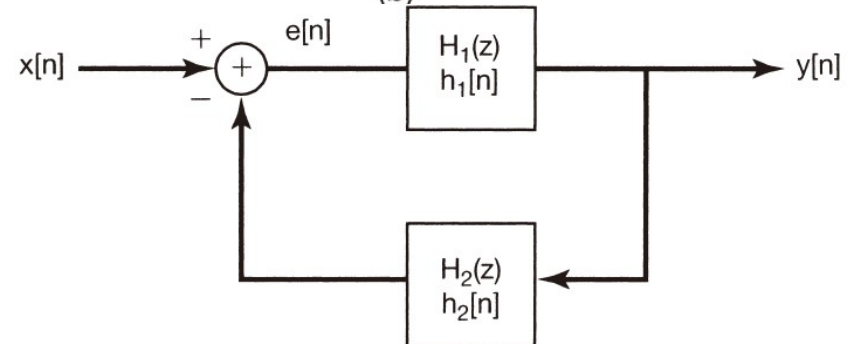 (b)
+
e[n]
x[n]
+
−
H₁(z)
h₁[n]
y[n]
H₂(z)
h₂[n]